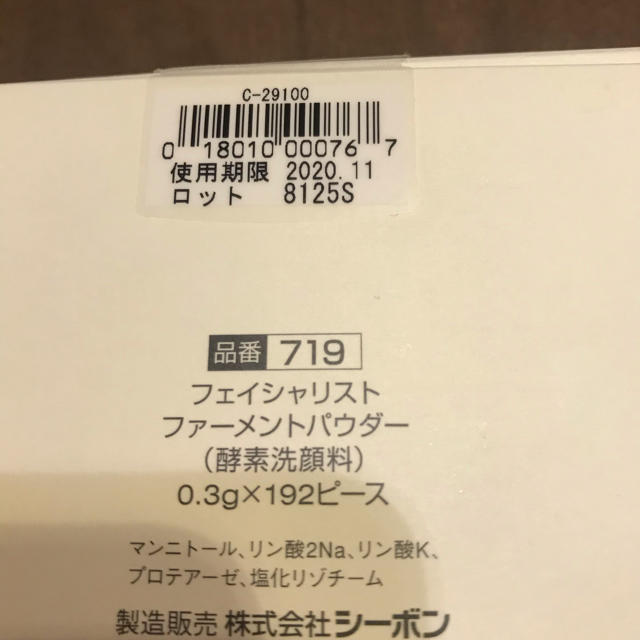 C-29100
0 18010 00076 7
使用期限 2020.11
ロット 8125S
品番 719
フェイシャリスト
ファーメントパウダー
(酵素洗顔料)
0.3g×192ピース
マンニトール、リン酸2Na、リン酸K、
プロテアーゼ、塩化リゾチーム
製造販売 株式会社シーボン